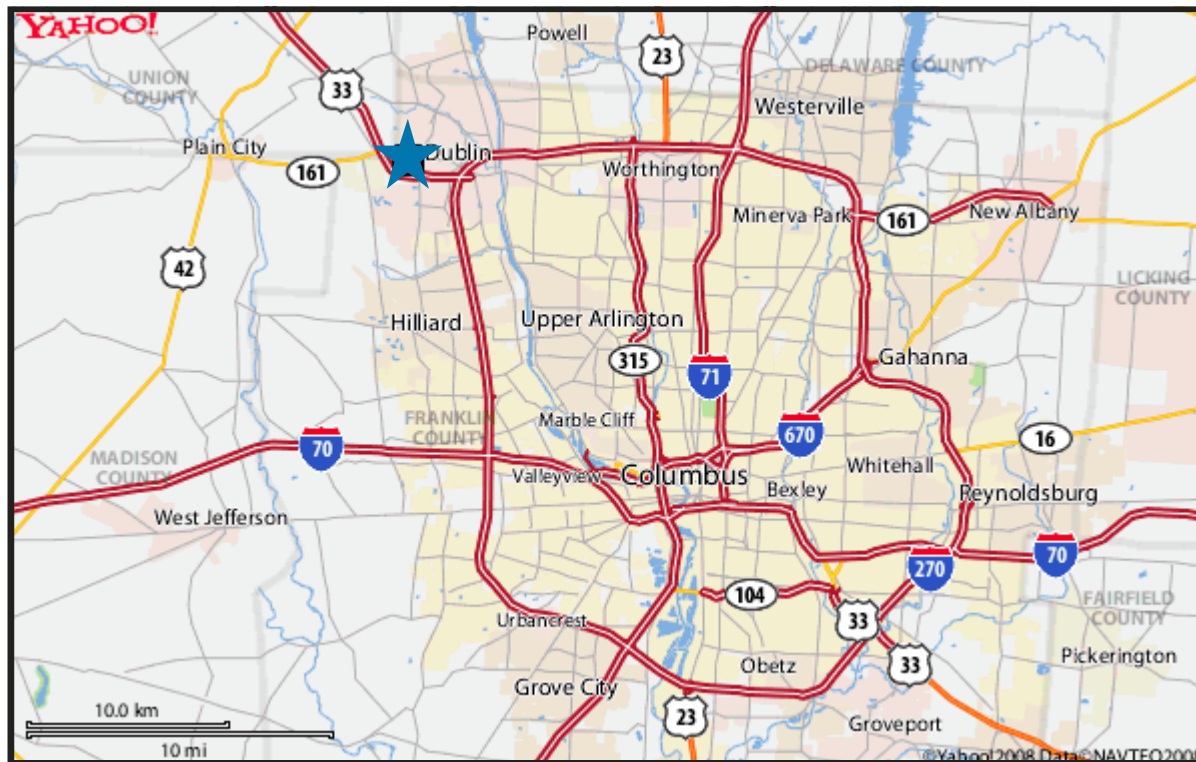 YAHOO!
Powell
23
DELAWARE COUNTY
UNION
COUNTY
33
Westerville
Plain City
Dublin
161
Worthington
Minerva Park
161
New Albany
42
LICKING
COUNTY
Hilliard
Upper Arlington
315
Gahanna
71
FRANKLIN
COUNTY
Marble Cliff
670
16
70
MADISON
COUNTY
Valleyview
Columbus
Bexley
Whitehall
Reynoldsburg
West Jefferson
70
270
104
33
FAIRFIELD
COUNTY
Urbancrest
Obetz
33
Pickerington
Grove City
23
Groveport
10.0 km
10 mi
©Yahoo!2008 Data©NAVTEQ200